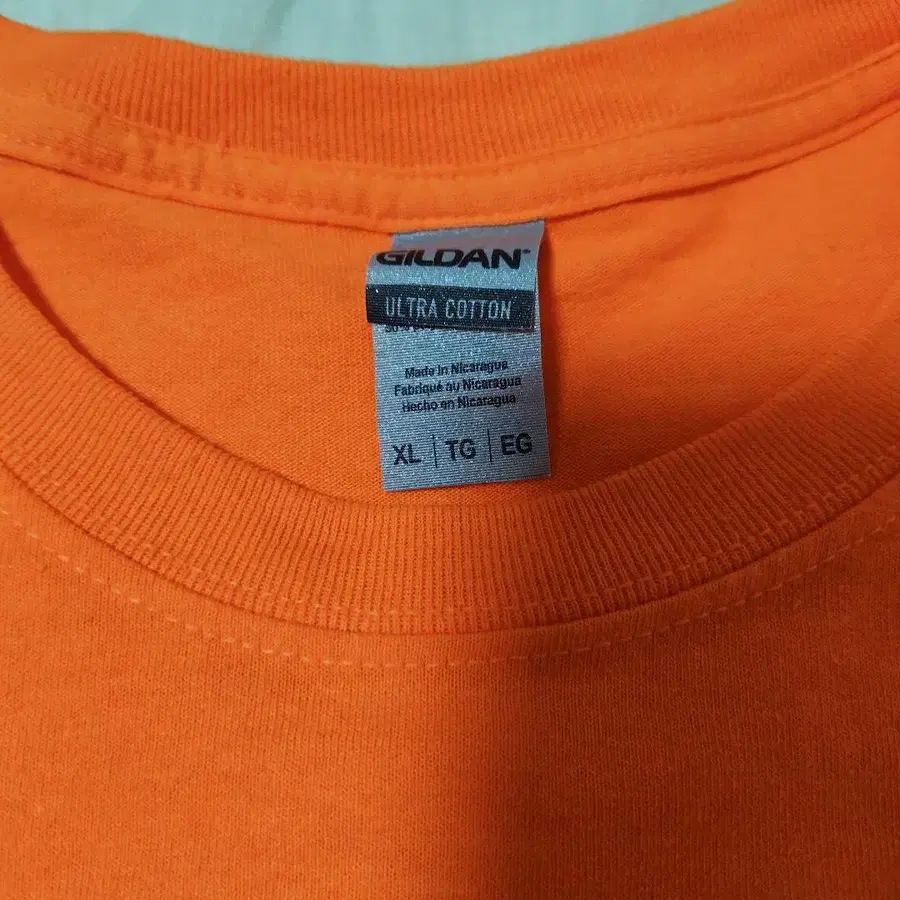 GILDAN®
ULTRA COTTON
Made in Nicaragua
Fabriqué au Nicaragua
Hecho en Nicaragua
XL | TG | EG